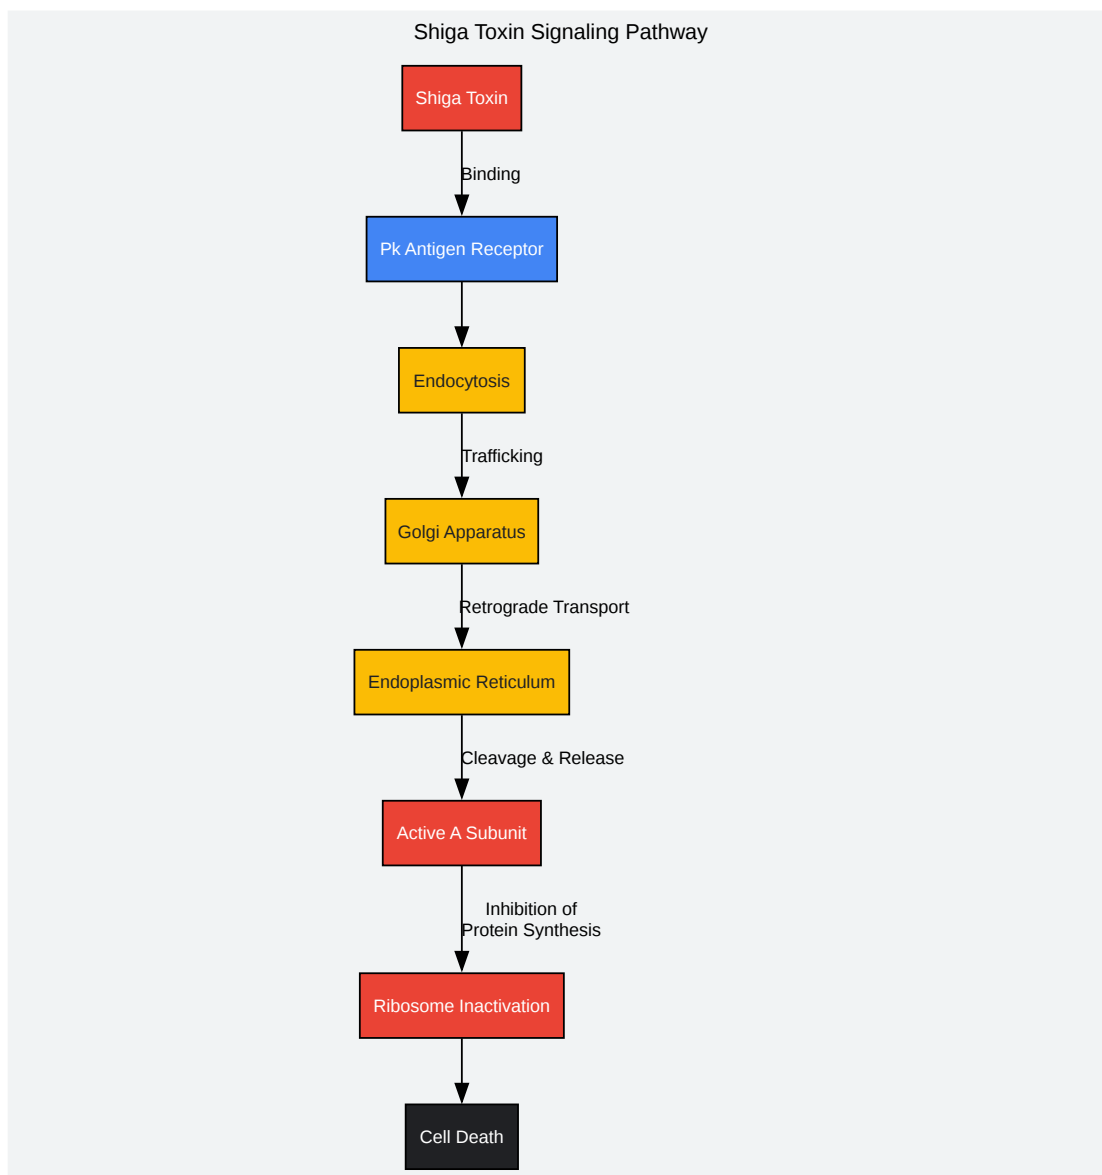 Shiga Toxin Signaling Pathway
Shiga Toxin
Binding
Pk Antigen Receptor
Endocytosis
Trafficking
Golgi Apparatus
Retrograde Transport
Endoplasmic Reticulum
Cleavage & Release
Active A Subunit
Inhibition of
Protein Synthesis
Ribosome Inactivation
Cell Death